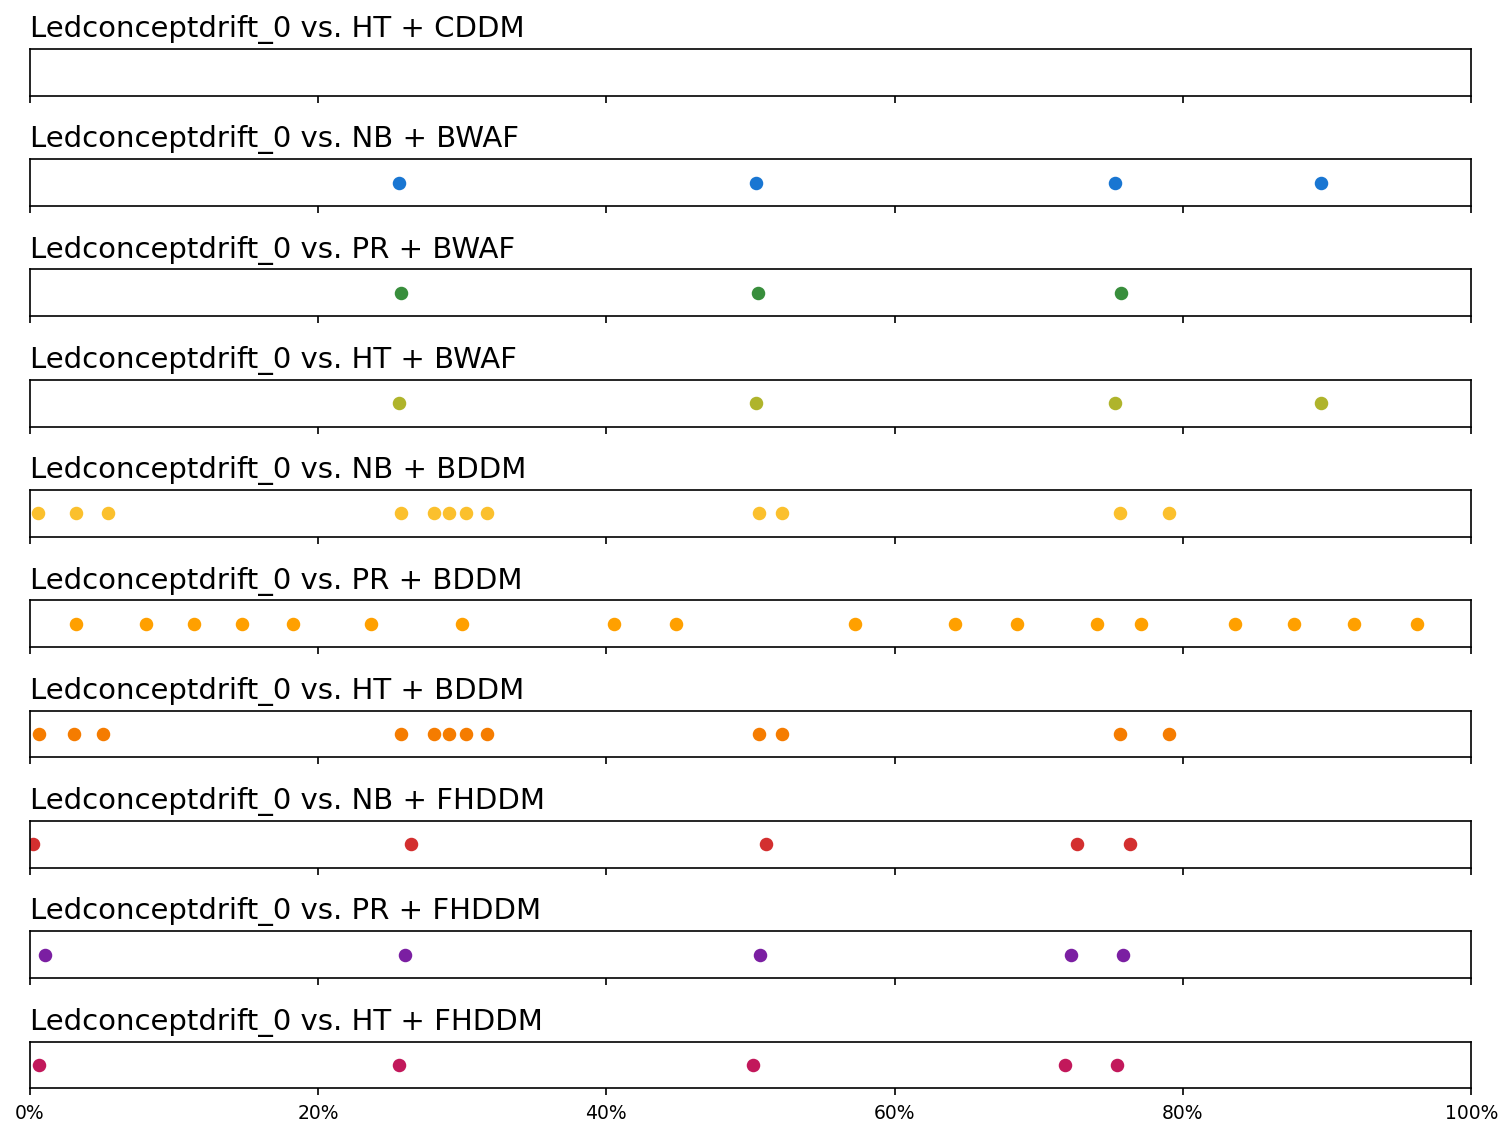 Ledconceptdrift_0 vs. HT + CDDM
Ledconceptdrift_0 vs. NB + BWAF
Ledconceptdrift_0 vs. PR + BWAF
Ledconceptdrift_0 vs. HT + BWAF
Ledconceptdrift_0 vs. NB + BDDM
Ledconceptdrift_0 vs. PR + BDDM
Ledconceptdrift_0 vs. HT + BDDM
Ledconceptdrift_0 vs. NB + FHDDM
Ledconceptdrift_0 vs. PR + FHDDM
Ledconceptdrift_0 vs. HT + FHDDM
0% 20% 40% 60% 80% 100%